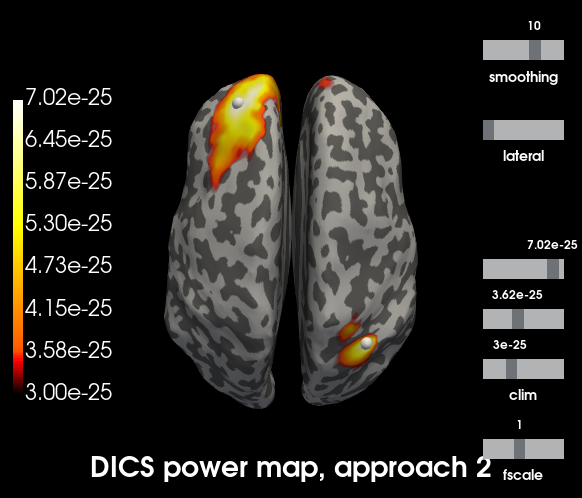 7.02e-25
6.45e-25
5.87e-25
5.30e-25
4.73e-25
4.15e-25
3.58e-25
3.00e-25
10
smoothing
lateral
7.02e-25
3.62e-25
3e-25
clim
1
fscale
DICS power map, approach 2